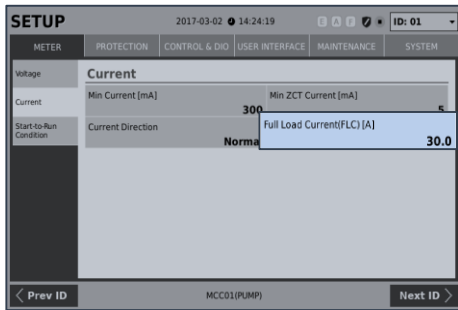 SETUP
2017-03-02 14:24:19
E A F
ID: 01
METER
PROTECTION
CONTROL & DIO
USER INTERFACE
MAINTENANCE
SYSTEM
Voltage
Current
Start-to-Run
Condition
Current
Min Current [mA]
300
Min ZCT Current [mA]
5
Current Direction
Norma
Full Load Current(FLC) [A]
30.0
Prev ID
MCC01(PUMP)
Next ID